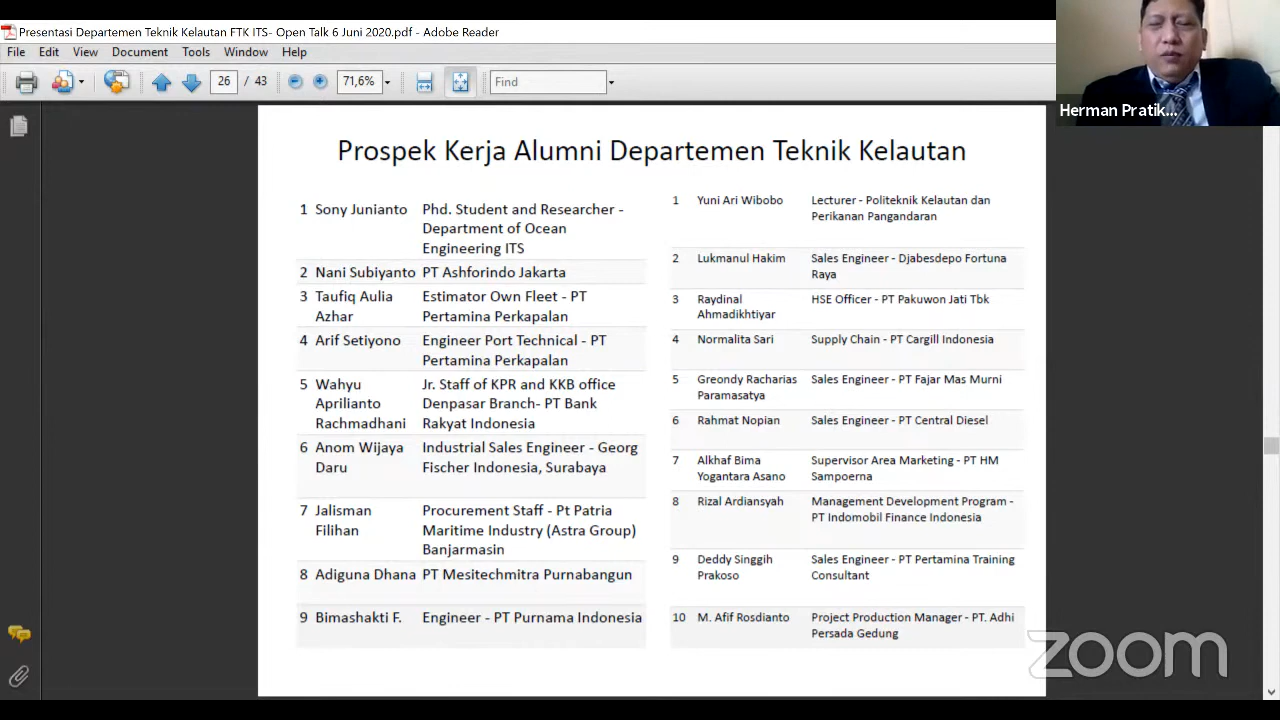 Presentasi Departemen Teknik Kelautan FTK ITS- Open Talk 6 Juni 2020.pdf - Adobe Reader
File Edit View Document Tools Window Help
26 / 43 71,6% Find
Herman Pratik...
Prospek Kerja Alumni Departemen Teknik Kelautan
1 Sony Junianto Phd. Student and Researcher -
Department of Ocean
Engineering ITS
2 Nani Subiyanto PT Ashforindo Jakarta
3 Taufiq Aulia Estimator Own Fleet - PT
Azhar Pertamina Perkapalan
4 Arif Setiyono Engineer Port Technical - PT
Pertamina Perkapalan
5 Wahyu Jr. Staff of KPR and KKB office
Aprilianto Denpasar Branch- PT Bank
Rachmadhani Rakyat Indonesia
6 Anom Wijaya Industrial Sales Engineer - Georg
Daru Fischer Indonesia, Surabaya
7 Jalisman Procurement Staff - Pt Patria
Filihan Maritime Industry (Astra Group)
Banjarmasin
8 Adiguna Dhana PT Mesitechmitra Purnabangun
9 Bimashakti F. Engineer - PT Purnama Indonesia
1 Yuni Ari Wibobo Lecturer - Politeknik Kelautan dan
Perikanan Pangandaran
2 Lukmanul Hakim Sales Engineer - Djabesdepo Fortuna
Raya
3 Raydinal HSE Officer - PT Pakuwon Jati Tbk
Ahmadikhtiyar
4 Normalita Sari Supply Chain - PT Cargill Indonesia
5 Greondy Racharias Sales Engineer - PT Fajar Mas Murni
Paramasatya
6 Rahmat Nopian Sales Engineer - PT Central Diesel
7 Alkhaf Bima Supervisor Area Marketing - PT HM
Yogantara Asano Sampoerna
8 Rizal Ardiansyah Management Development Program -
PT Indomobil Finance Indonesia
9 Deddy Singgih Sales Engineer - PT Pertamina Training
Prakoso Consultant
10 M. Afif Rosdianto Project Production Manager - PT. Adhi
Persada Gedung
zoom